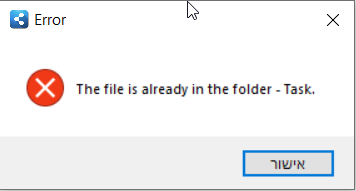 Error
The file is already in the folder - Task.
אישור